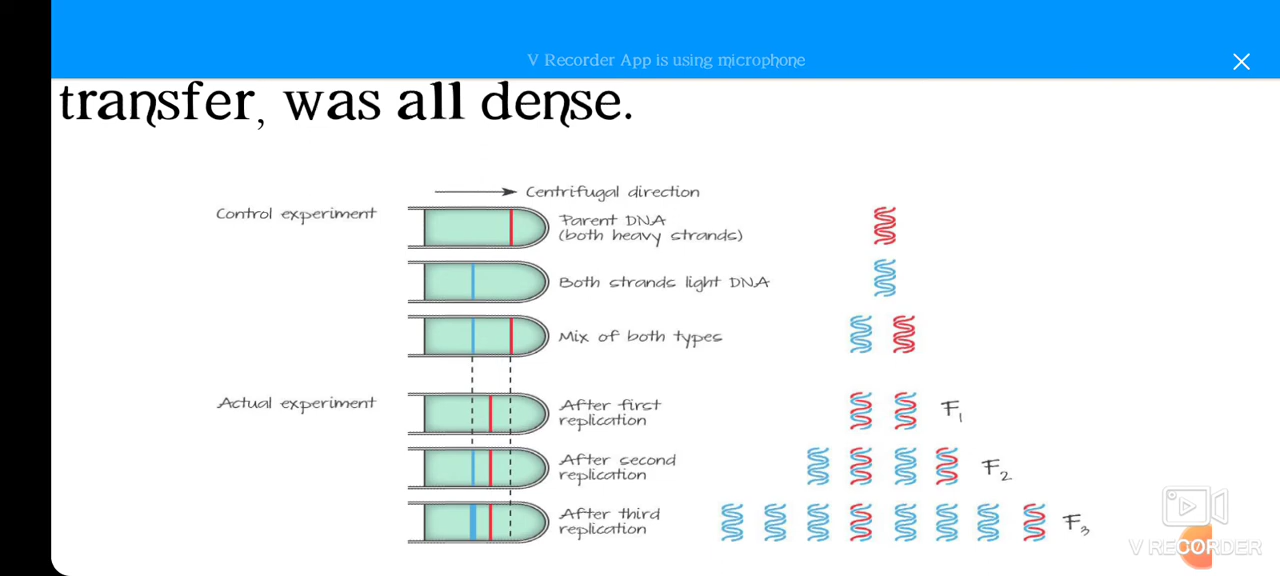 V Recorder App is using microphone
transfer, was all dense.
Centrifugal direction
Control experiment
Parent DNA
(both heavy strands)
Both strands light DNA
Mix of both types
Actual experiment
After first
replication
F1
After second
replication
F2
After third
replication
F3
V RECORDER